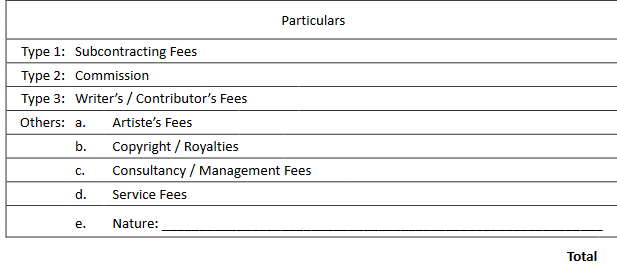 Particulars
Type 1: Subcontracting Fees
Type 2: Commission
Type 3: Writer's / Contributor's Fees
Others: a. Artiste's Fees
b. Copyright / Royalties
c. Consultancy / Management Fees
d. Service Fees
e. Nature: ______________________________________________________________
Total